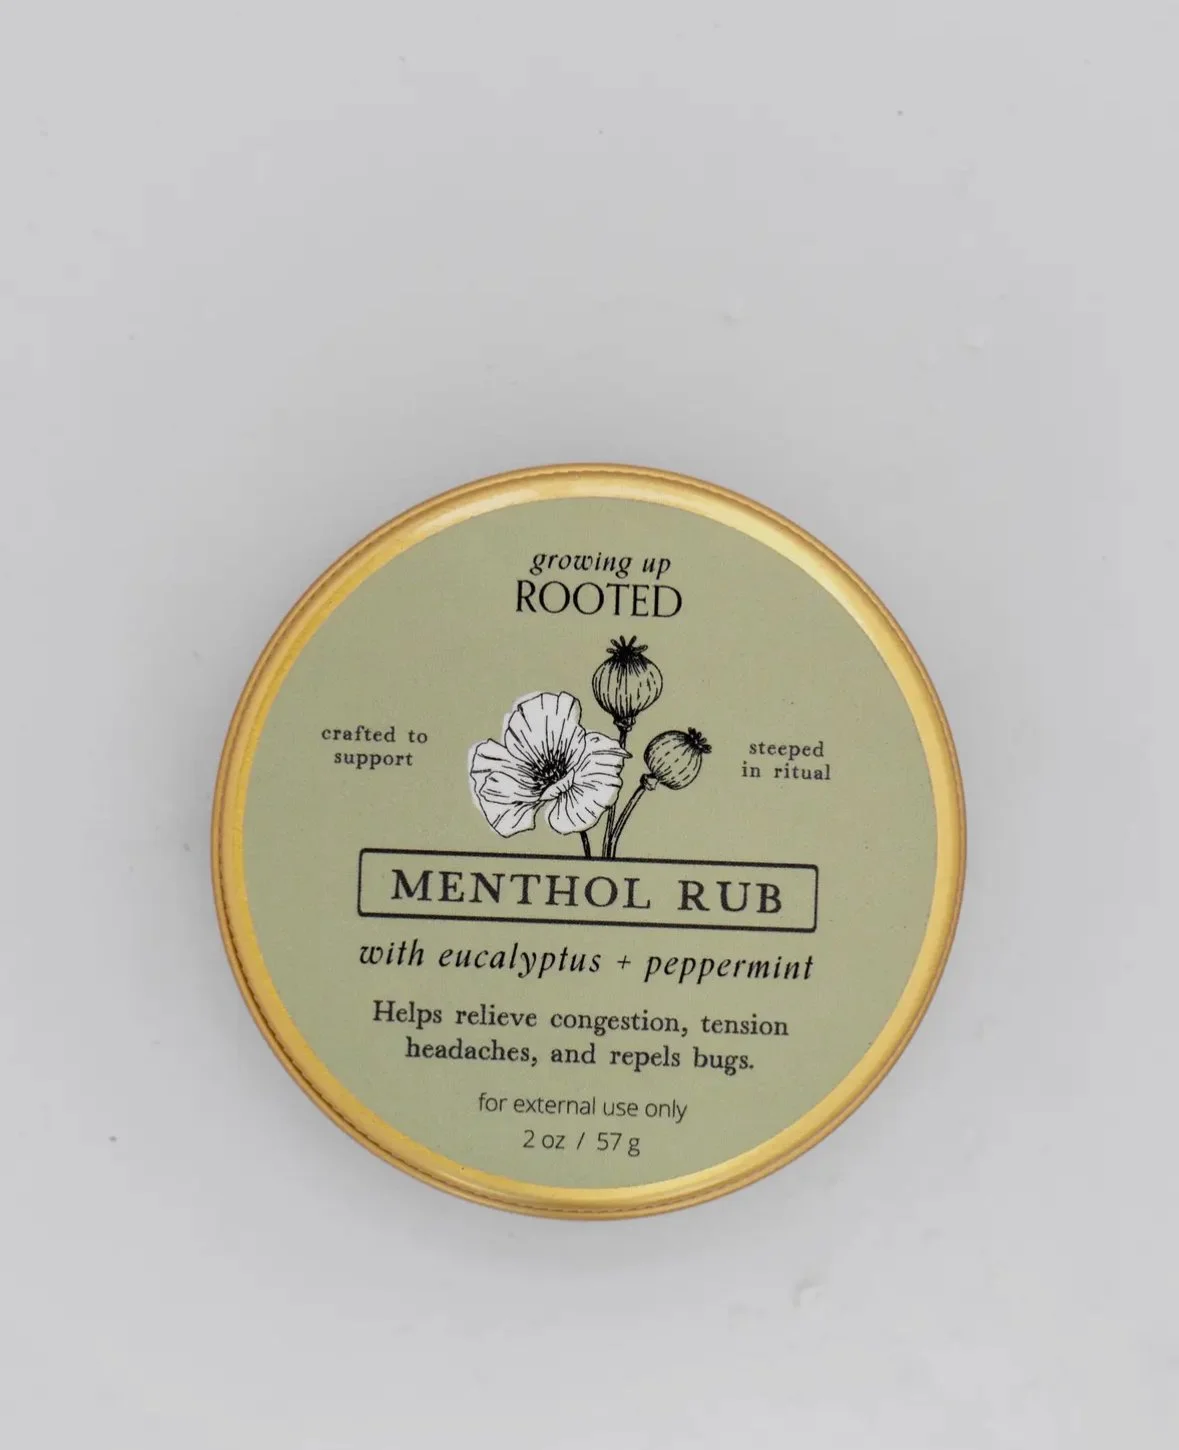 growing up
ROOTED
crafted to
support
steeped
in ritual
MENTHOL RUB
with eucalyptus + peppermint
Helps relieve congestion, tension
headaches, and repels bugs.
for external use only
2 oz / 57 g